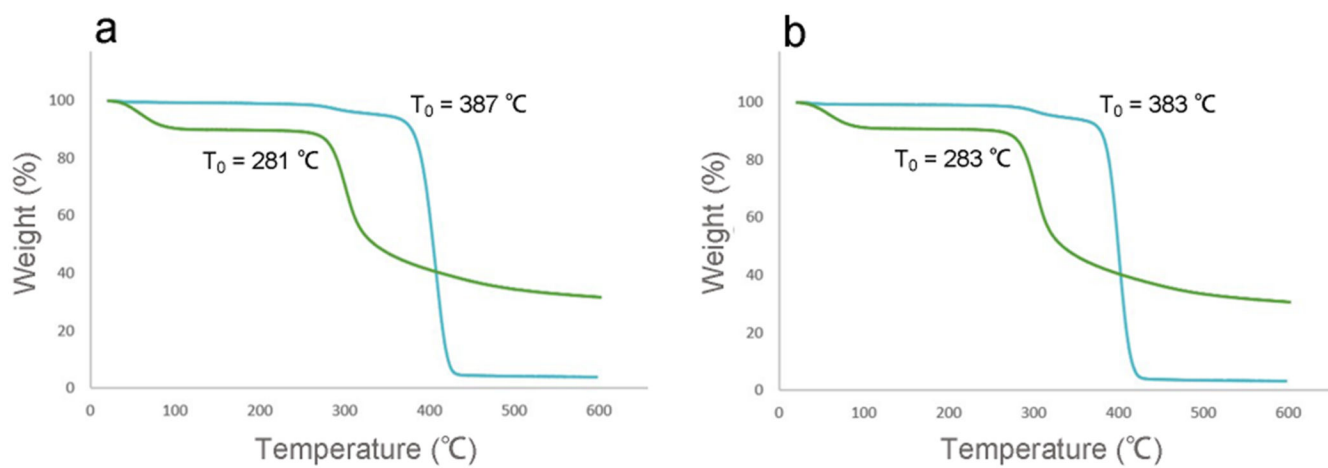 a
100
80
60
40
20
0
Weight (%)
T₀ = 387 ℃
T₀ = 281 ℃
0 100 200 300 400 500 600
Temperature (℃)
b
100
80
60
40
20
0
Weight (%)
T₀ = 383 ℃
T₀ = 283 ℃
0 100 200 300 400 500 600
Temperature (℃)